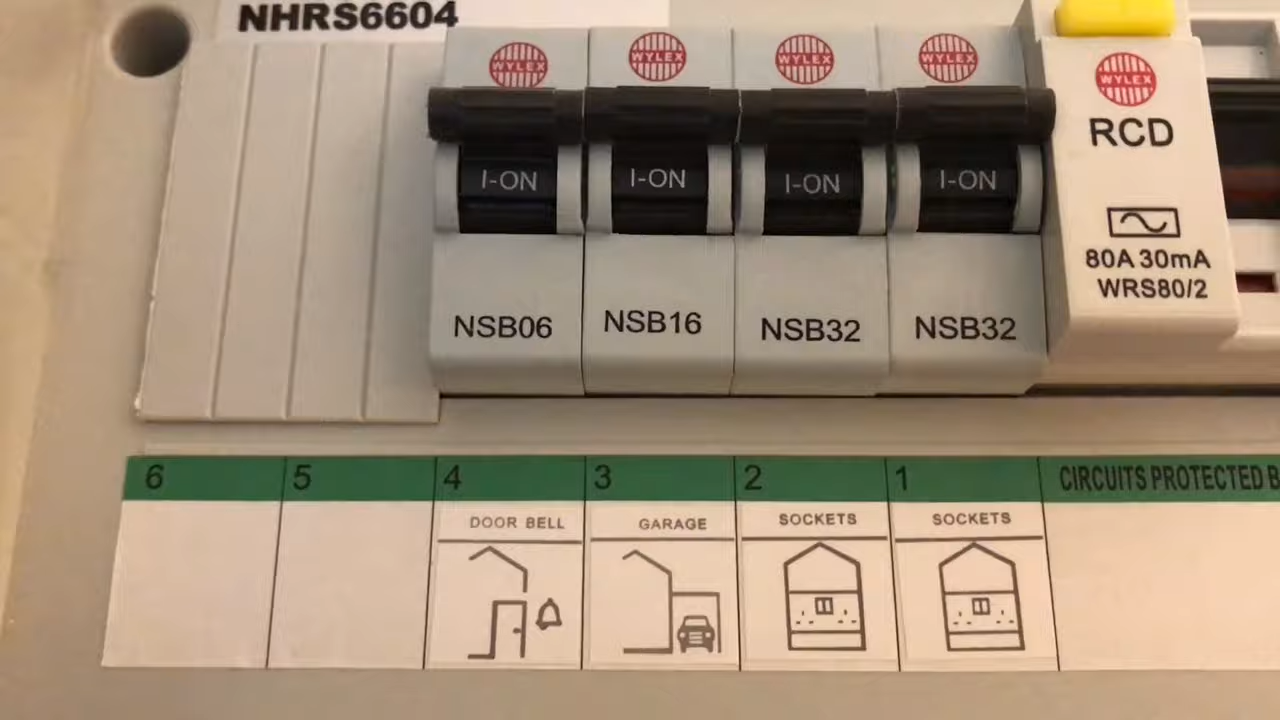 NHRS6604
WYLEX WYLEX WYLEX WYLEX WYLEX
RCD
I-ON I-ON I-ON I-ON
80A 30mA
WRS80/2
NSB06 NSB16 NSB32 NSB32
6 5 4 3 2 1 CIRCUITS PROTECTED B
DOOR BELL GARAGE SOCKETS SOCKETS